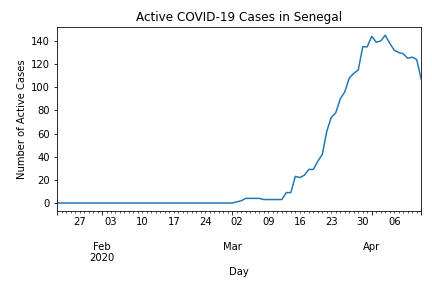 Active COVID-19 Cases in Senegal
Number of Active Cases
140
120
100
80
60
40
20
0
27 03 10 17 24 02 09 16 23 30 06
Feb Mar Apr
2020
Day